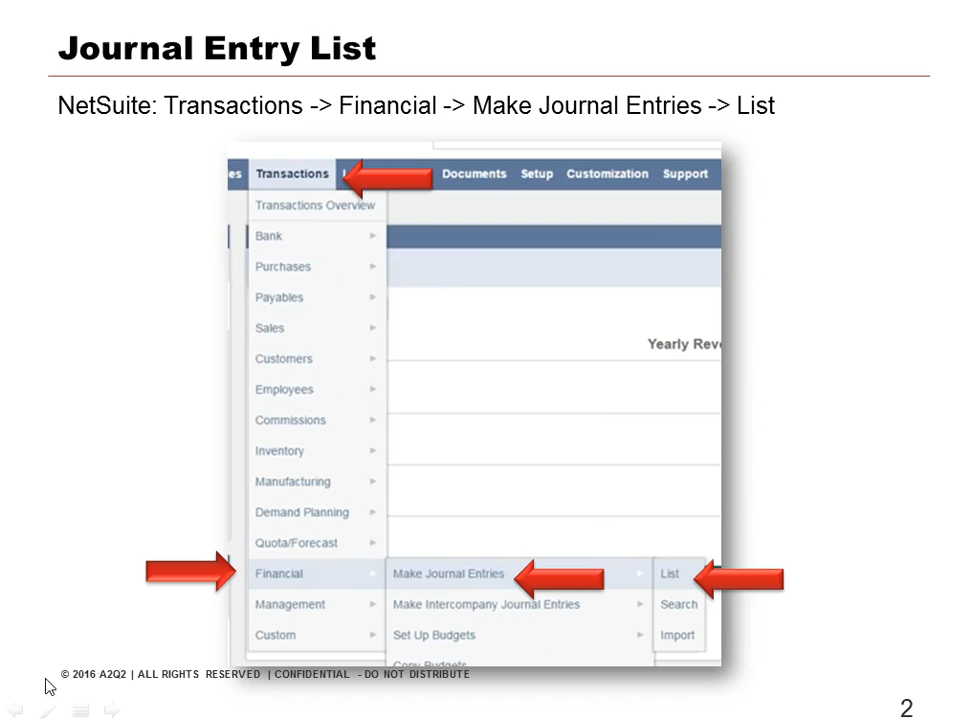 Journal Entry List
NetSuite: Transactions -> Financial -> Make Journal Entries -> List
es Transactions L Documents Setup Customization Support
Transactions Overview
Bank
Purchases
Payables
Sales
Yearly Reve
Customers
Employees
Commissions
Inventory
Manufacturing
Demand Planning
Quota/Forecast
Financial Make Journal Entries List
Management Make Intercompany Journal Entries Search
Custom Set Up Budgets Import
Copy Budgets
© 2016 A2Q2 | ALL RIGHTS RESERVED | CONFIDENTIAL - DO NOT DISTRIBUTE
2